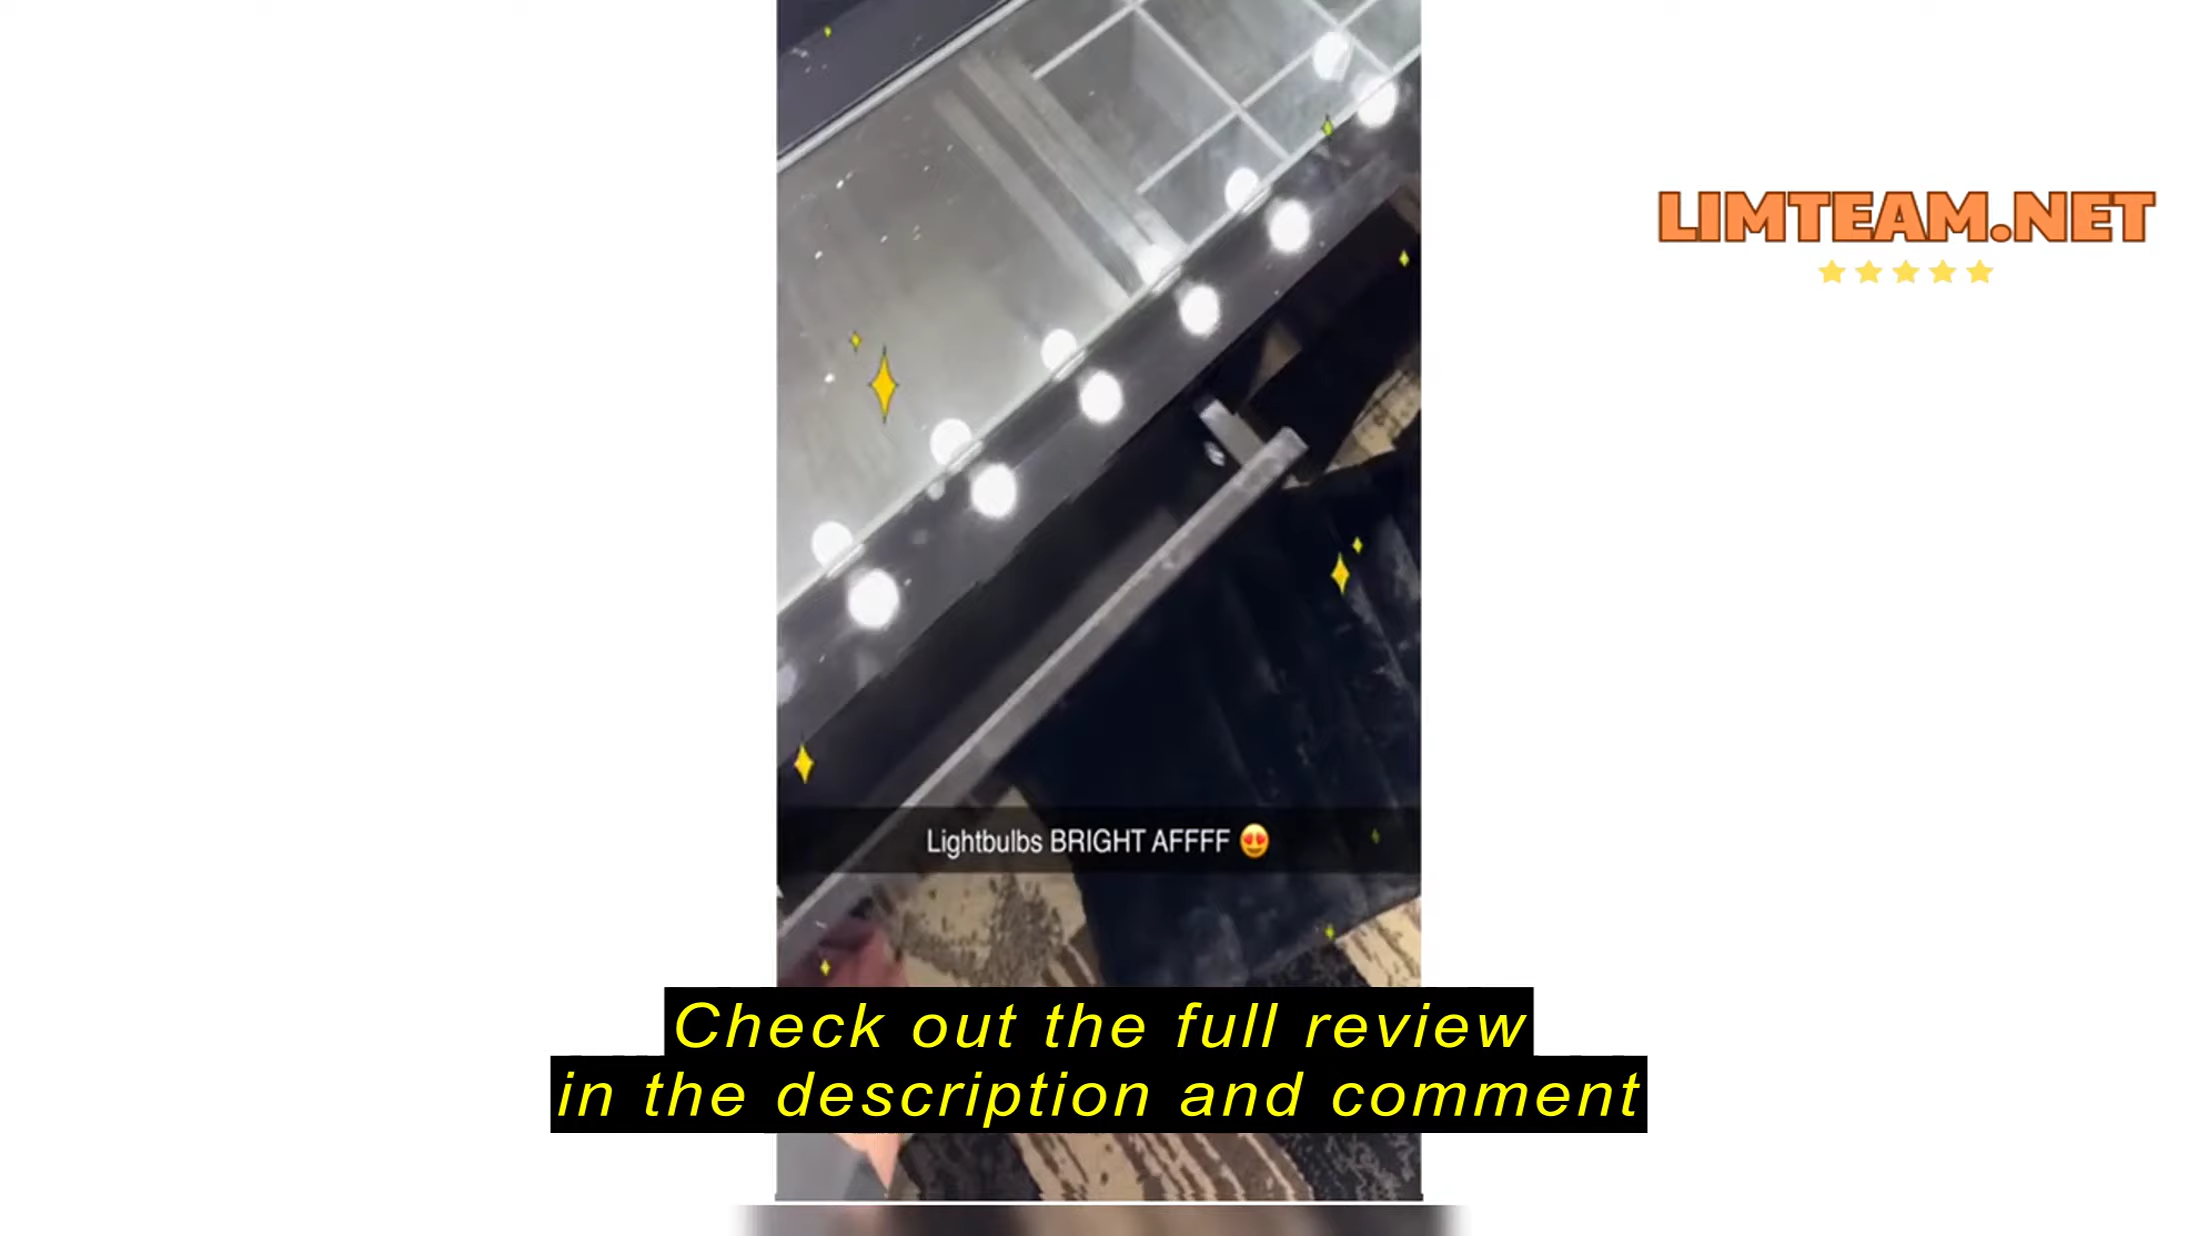 LIMTEAM.NET
Lightbulbs BRIGHT AFFFF 😍
Check out the full review
in the description and comment